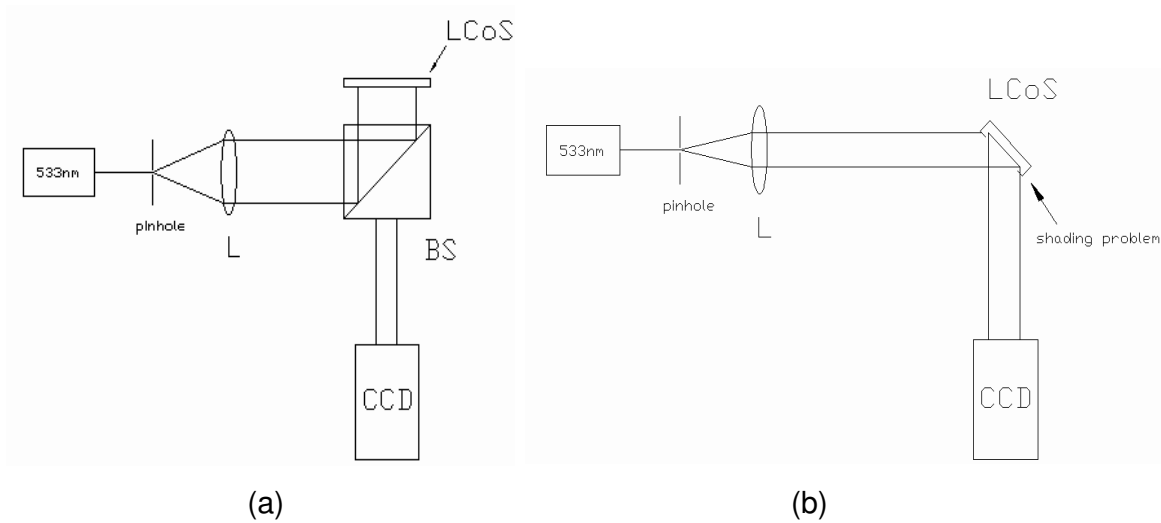 LCoS
533nm
pinhole
L
BS
CCD
(a)
LCoS
533nm
pinhole
L
shading problem
CCD
(b)